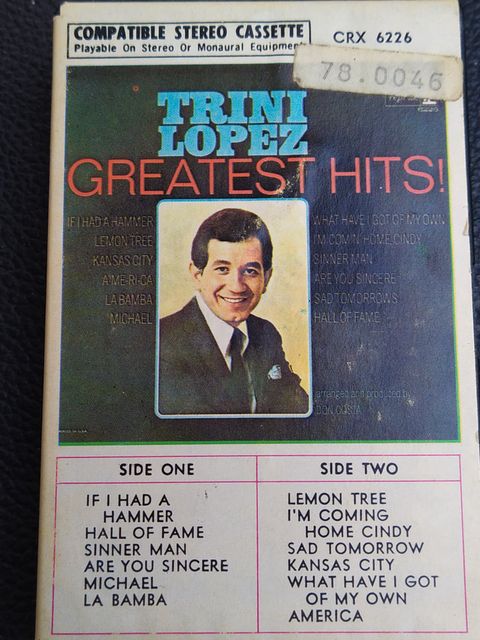 COMPATIBLE STEREO CASSETTE
Playable On Stereo Or Monaural Equipment
CRX 6226
78.0046
TRINI
LOPEZ
GREATEST HITS!
IF I HAD A HAMMER
LEMON TREE
KANSAS CITY
A-ME-RI-CA
LA BAMBA
MICHAEL
WHAT HAVE I GOT OF MY OWN
I'M COMIN HOME, CINDY
SINNER MAN
ARE YOU SINCERE
SAD TOMORROWS
HALL OF FAME
arranged and produced by
DON COSTA
SIDE ONE
IF I HAD A
HAMMER
HALL OF FAME
SINNER MAN
ARE YOU SINCERE
MICHAEL
LA BAMBA
SIDE TWO
LEMON TREE
I'M COMING
HOME CINDY
SAD TOMORROW
KANSAS CITY
WHAT HAVE I GOT
OF MY OWN
AMERICA